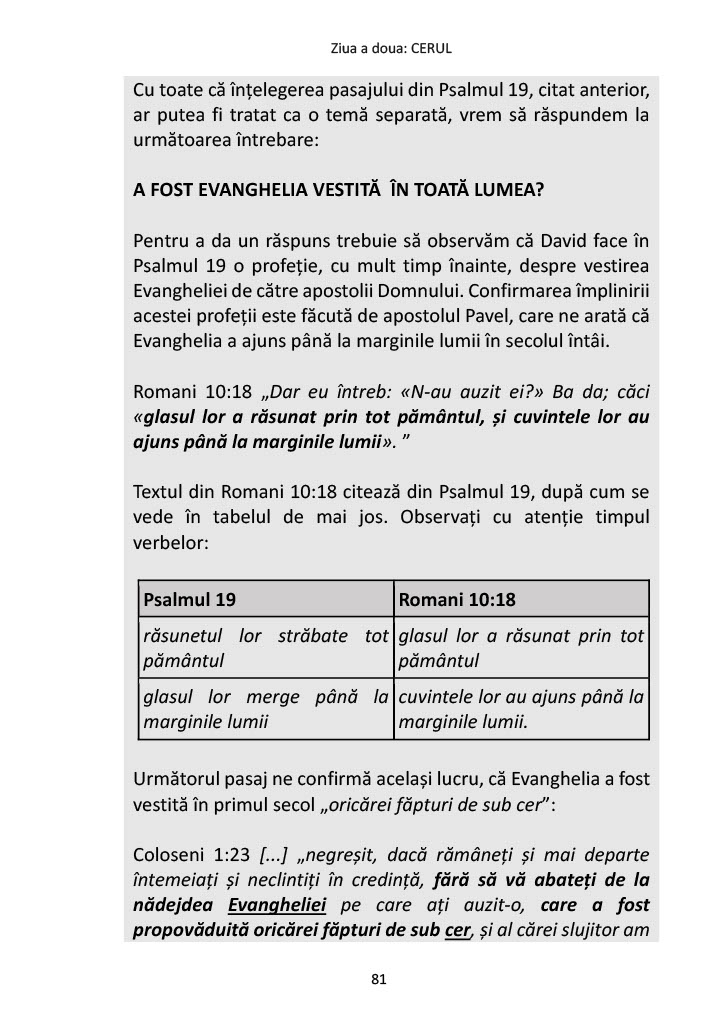 Ziua a doua: CERUL
Cu toate că înțelegerea pasajului din Psalmul 19, citat anterior,
ar putea fi tratat ca o temă separată, vrem să răspundem la
următoarea întrebare:
A FOST EVANGHELIA VESTITĂ ÎN TOATĂ LUMEA?
Pentru a da un răspuns trebuie să observăm că David face în
Psalmul 19 o profeție, cu mult timp înainte, despre vestirea
Evangheliei de către apostolii Domnului. Confirmarea împlinirii
acestei profeții este făcută de apostolul Pavel, care ne arată că
Evanghelia a ajuns până la marginile lumii în secolul întâi.
Romani 10:18 „Dar eu întreb: «N-au auzit ei?» Ba da; căci
«glasul lor a răsunat prin tot pământul, și cuvintele lor au
ajuns până la marginile lumii». ”
Textul din Romani 10:18 citează din Psalmul 19, după cum se
vede în tabelul de mai jos. Observați cu atenție timpul
verbelor:
Psalmul 19 Romani 10:18
răsunetul lor străbate tot glasul lor a răsunat prin tot
pământul pământul
glasul lor merge până la cuvintele lor au ajuns până la
marginile lumii marginile lumii.
Următorul pasaj ne confirmă același lucru, că Evanghelia a fost
vestită în primul secol „oricărei făpturi de sub cer”:
Coloseni 1:23 [...] „negreșit, dacă rămâneți și mai departe
întemeiați și neclintiți în credință, fără să vă abateți de la
nădejdea Evangheliei pe care ați auzit-o, care a fost
propovăduită oricărei făpturi de sub cer, și al cărei slujitor am
81